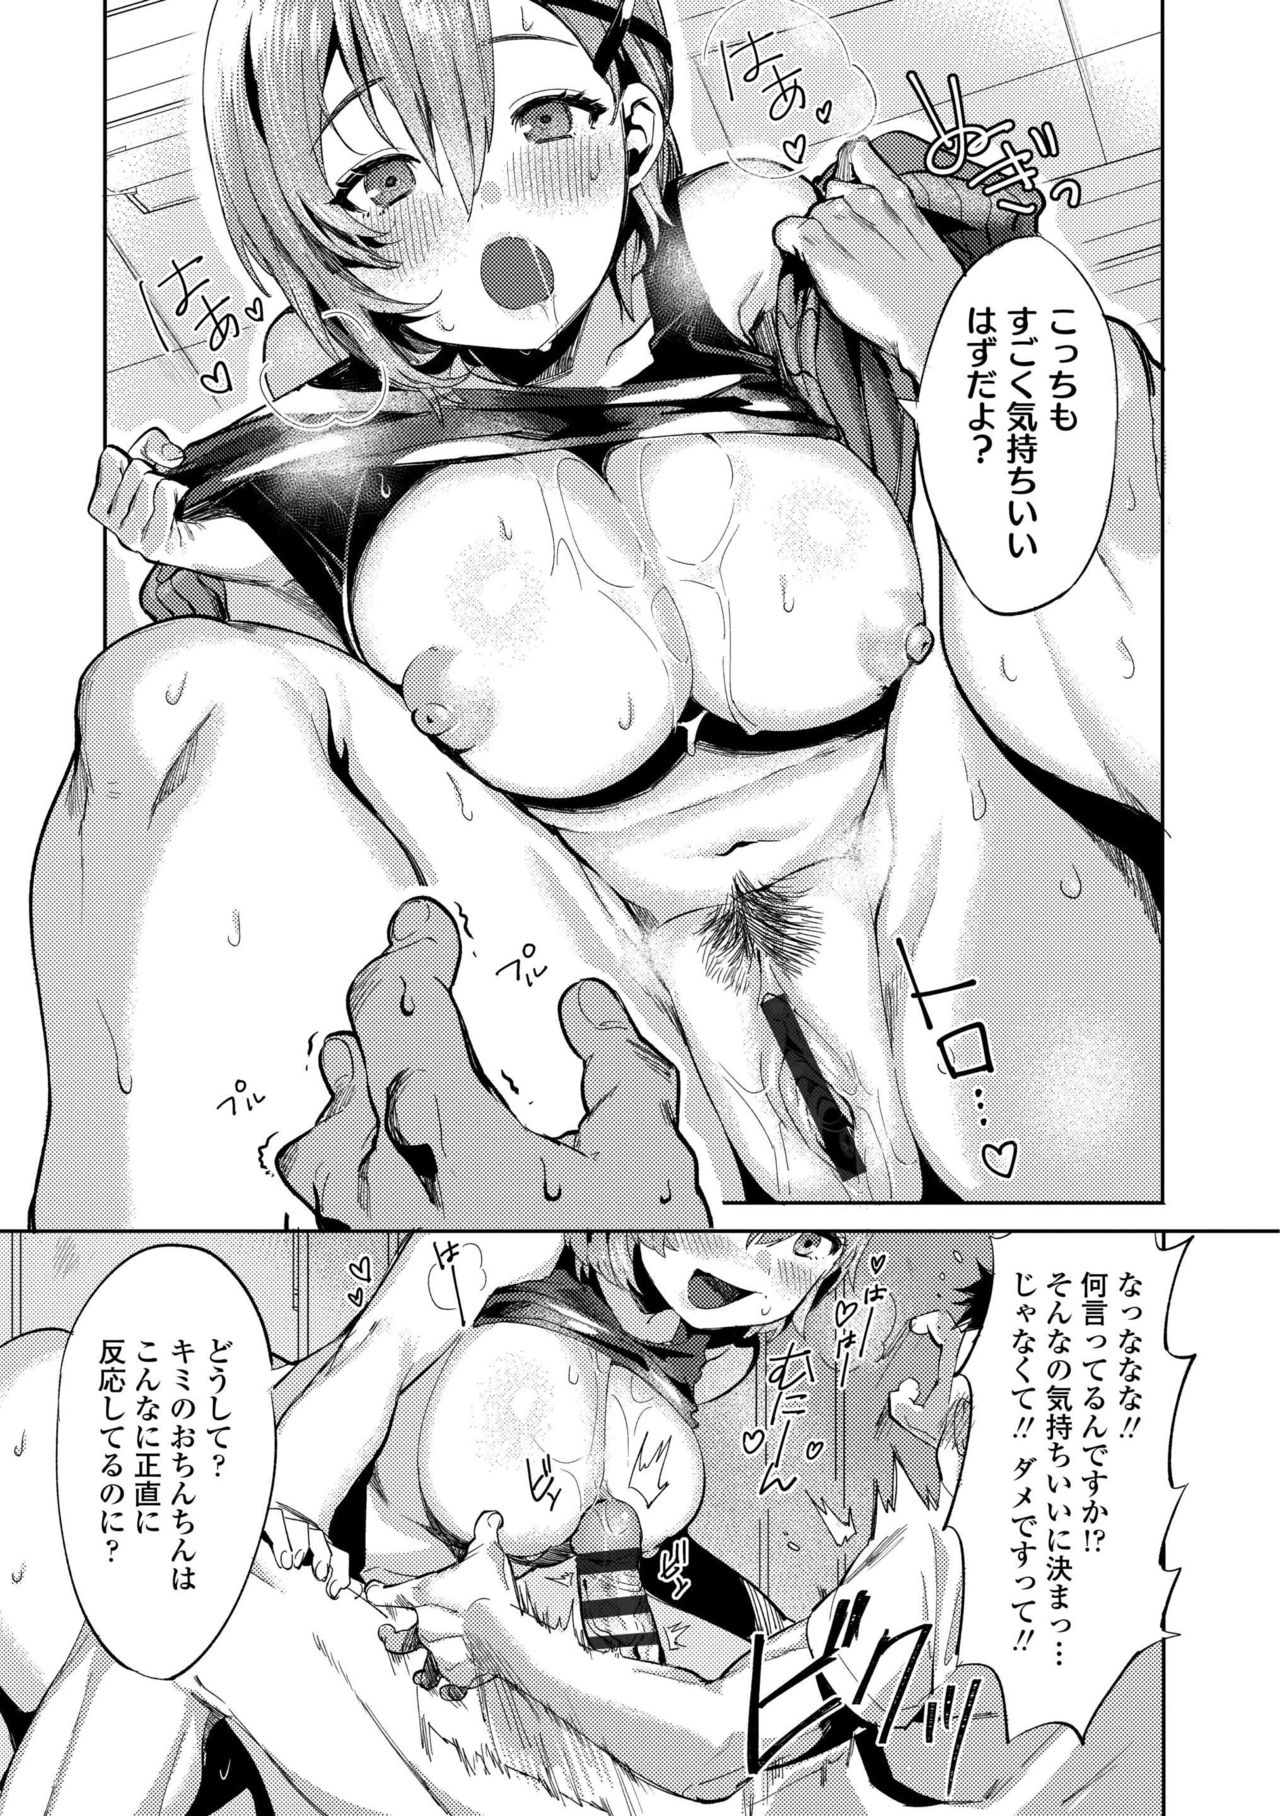 はあ♡
ぬぎっ
こっちも
すごく気持ちいい
はずだよ?
はあ♡
プル
プル
トロ…♡
なっななな!!
何言ってるんですか!?
そんなの気持ちいいに決まっ…
じゃなくて!! ダメですって!!
はーはー
むにーん
はー
どうして?
キミのおちんちんは
こんなに正直に
反応してるのに?
ビクッ